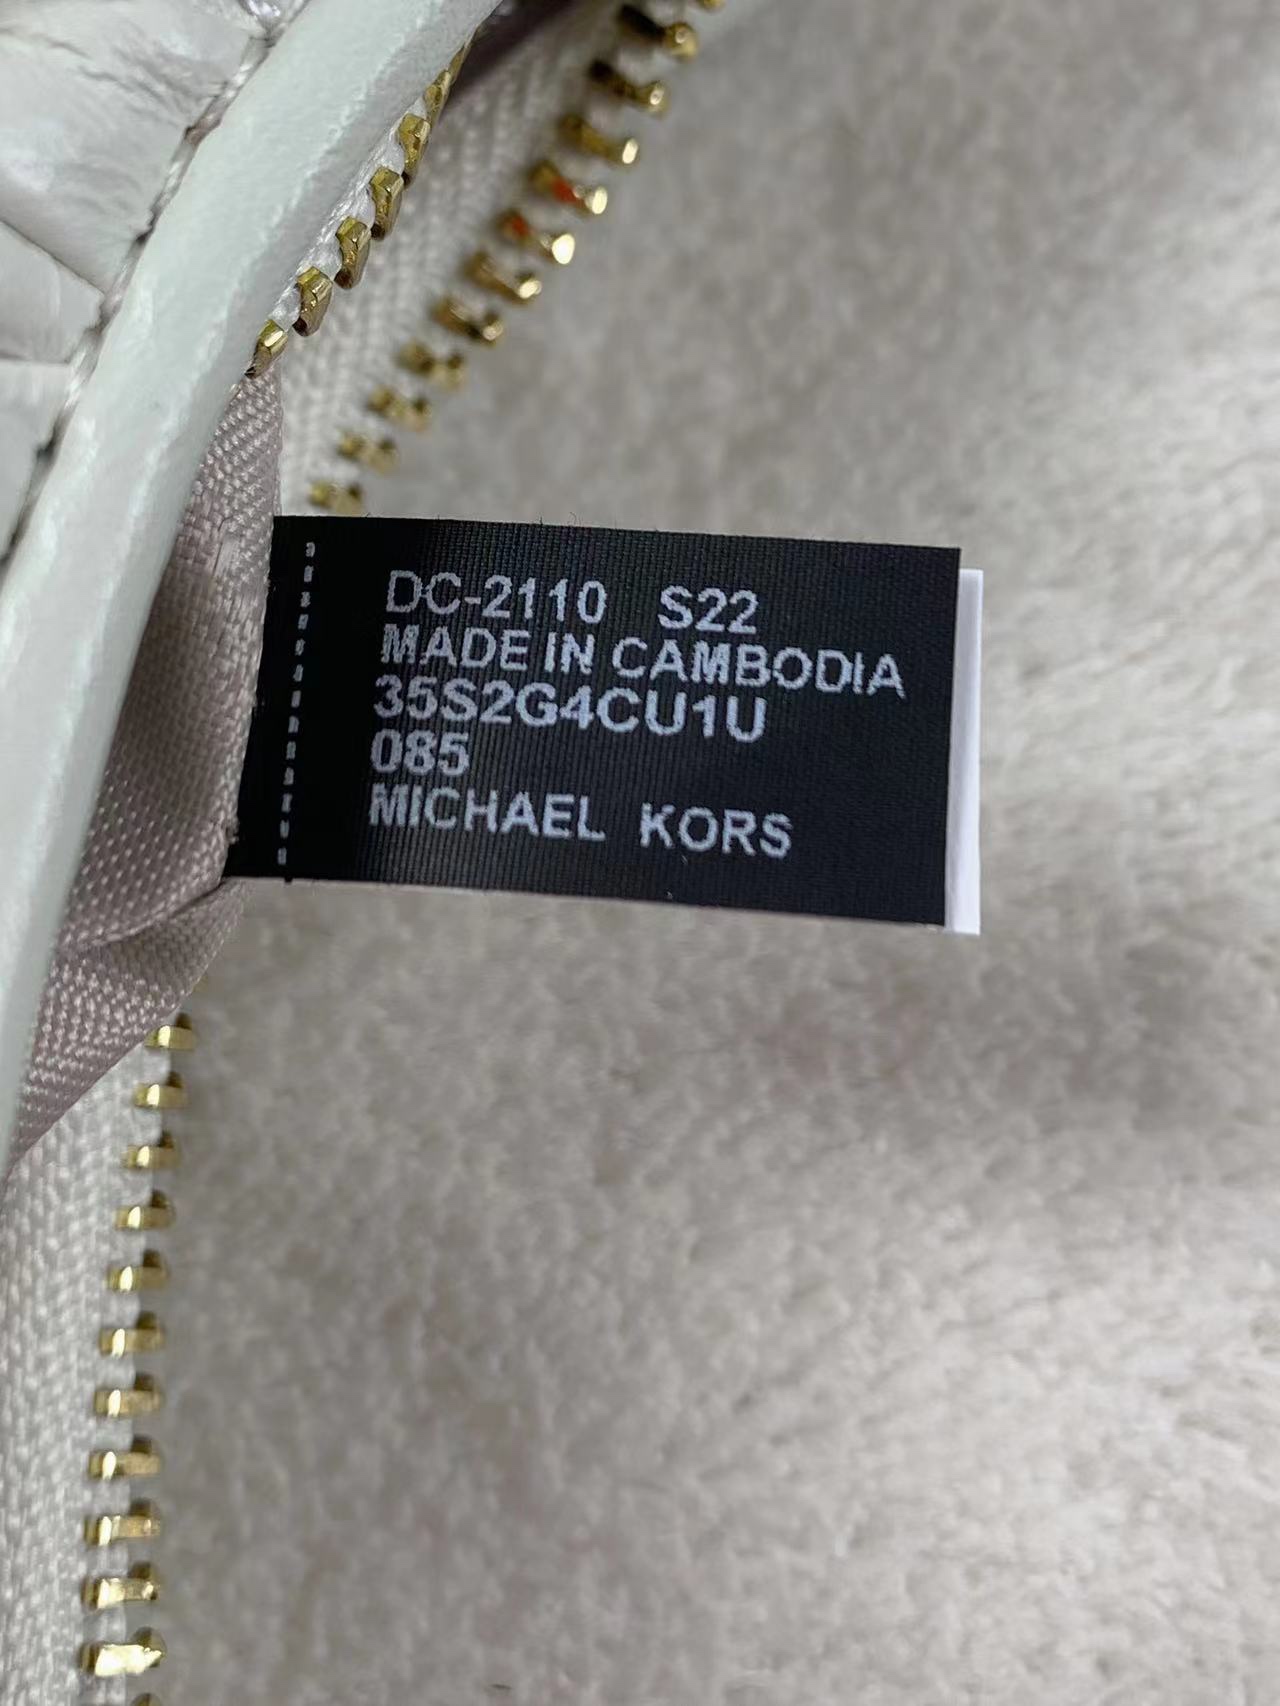 DC-2110 S22
MADE IN CAMBODIA
35S2G4CU1U
085
MICHAEL KORS